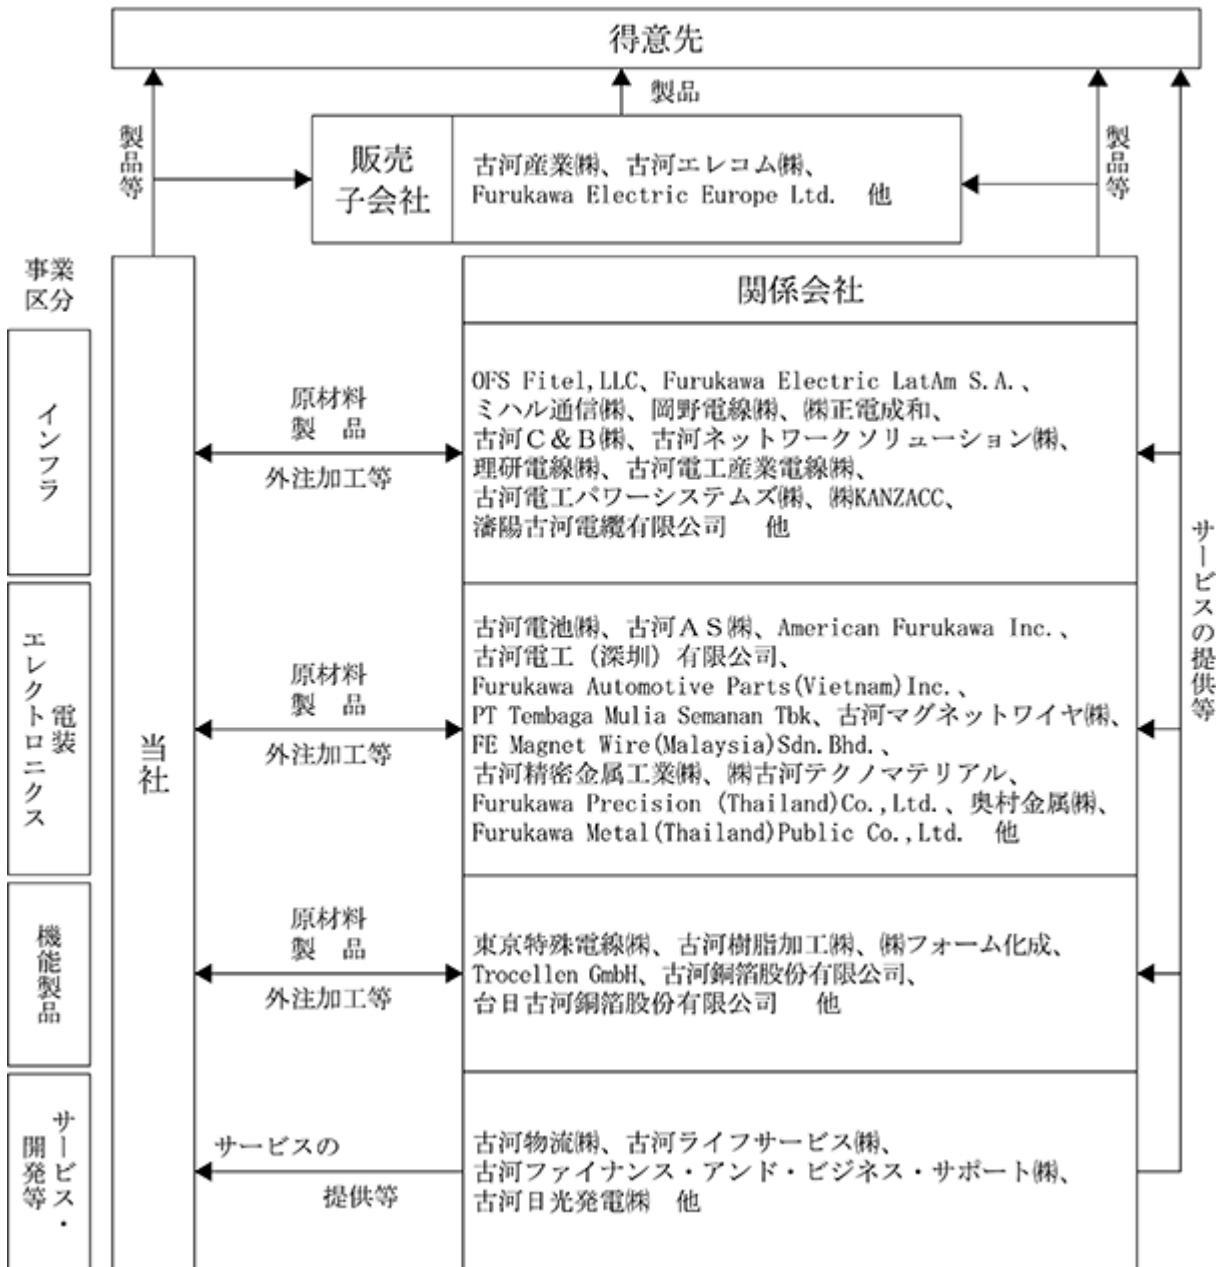 得意先
製品
製品等
製品等
販売
子会社
古河産業㈱、古河エレコム㈱、
Furukawa Electric Europe Ltd. 他
事業
区分
当社
関係会社
インフラ
原材料
製品
外注加工等
OFS Fitel,LLC、Furukawa Electric LatAm S.A.、
ミハル通信㈱、岡野電線㈱、㈱正電成和、
古河C&B㈱、古河ネットワークソリューション㈱、
理研電線㈱、古河電工産業電線㈱、
古河電工パワーシステムズ㈱、㈱KANZACC、
瀋陽古河電纜有限公司 他
サービスの提供等
電装
エレクトロニクス
原材料
製品
外注加工等
古河電池㈱、古河AS㈱、American Furukawa Inc.、
古河電工(深圳)有限公司、
Furukawa Automotive Parts(Vietnam)Inc.、
PT Tembaga Mulia Semanan Tbk、古河マグネットワイヤ㈱、
FE Magnet Wire(Malaysia)Sdn.Bhd.、
古河精密金属工業㈱、㈱古河テクノマテリアル、
Furukawa Precision (Thailand)Co.,Ltd.、奥村金属㈱、
Furukawa Metal(Thailand)Public Co.,Ltd. 他
機能製品
原材料
製品
外注加工等
東京特殊電線㈱、古河樹脂加工㈱、㈱フォーム化成、
Trocellen GmbH、古河銅箔股份有限公司、
台日古河銅箔股份有限公司 他
サービス・
開発等
サービスの
提供等
古河物流㈱、古河ライフサービス㈱、
古河ファイナンス・アンド・ビジネス・サポート㈱、
古河日光発電㈱ 他